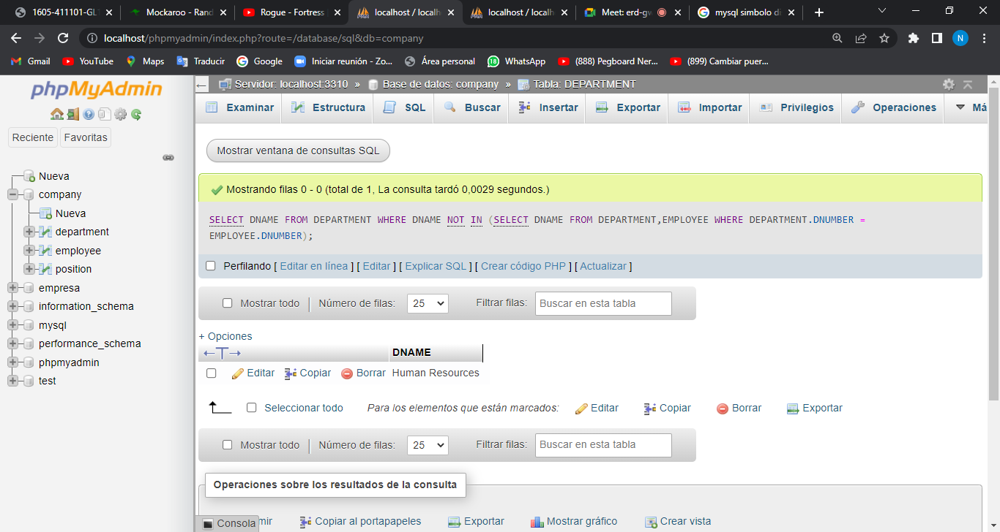 1605-411101-GL
Mockaroo - Rand
Rogue - Fortress
localhost / localh
localhost / localh
Meet: erd-gw
mysql simbolo di
localhost/phpmyadmin/index.php?route=/database/sql&db=company
N
Gmail
YouTube
Maps
Traducir
Google
Iniciar reunión - Zo...
Área personal
18
WhatsApp
(888) Pegboard Ner...
(899) Cambiar puer...
phpMyAdmin
Reciente
Favoritas
Nueva
company
Nueva
department
employee
position
empresa
information_schema
mysql
performance_schema
phpmyadmin
test
Servidor: localhost:3310 » Base de datos: company » Tabla: DEPARTMENT
Examinar
Estructura
SQL
Buscar
Insertar
Exportar
Importar
Privilegios
Operaciones
Má
Mostrar ventana de consultas SQL
Mostrando filas 0 - 0 (total de 1, La consulta tardó 0,0029 segundos.)
SELECT DNAME FROM DEPARTMENT WHERE DNAME NOT IN (SELECT DNAME FROM DEPARTMENT,EMPLOYEE WHERE DEPARTMENT.DNUMBER =
EMPLOYEE.DNUMBER);
Perfilando [ Editar en línea ] [ Editar ] [ Explicar SQL ] [ Crear código PHP ] [ Actualizar ]
Mostrar todo
Número de filas:
25
Filtrar filas:
Buscar en esta tabla
+ Opciones
DNAME
Editar
Copiar
Borrar
Human Resources
Seleccionar todo
Para los elementos que están marcados:
Editar
Copiar
Borrar
Exportar
Mostrar todo
Número de filas:
25
Filtrar filas:
Buscar en esta tabla
Operaciones sobre los resultados de la consulta
Consola
mir
Copiar al portapapeles
Exportar
Mostrar gráfico
Crear vista